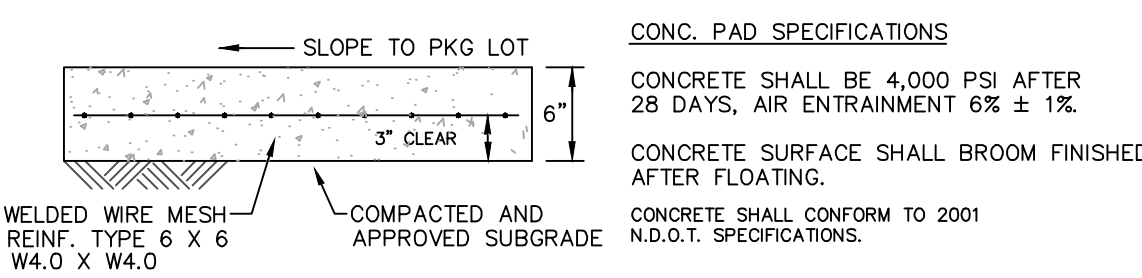 SLOPE TO PKG LOT
6"
3" CLEAR
WELDED WIRE MESH
REINF. TYPE 6 X 6
W4.0 X W4.0
COMPACTED AND
APPROVED SUBGRADE
CONC. PAD SPECIFICATIONS
CONCRETE SHALL BE 4,000 PSI AFTER
28 DAYS, AIR ENTRAINMENT 6% ± 1%.
CONCRETE SURFACE SHALL BROOM FINISHED
AFTER FLOATING.
CONCRETE SHALL CONFORM TO 2001
N.D.O.T. SPECIFICATIONS.